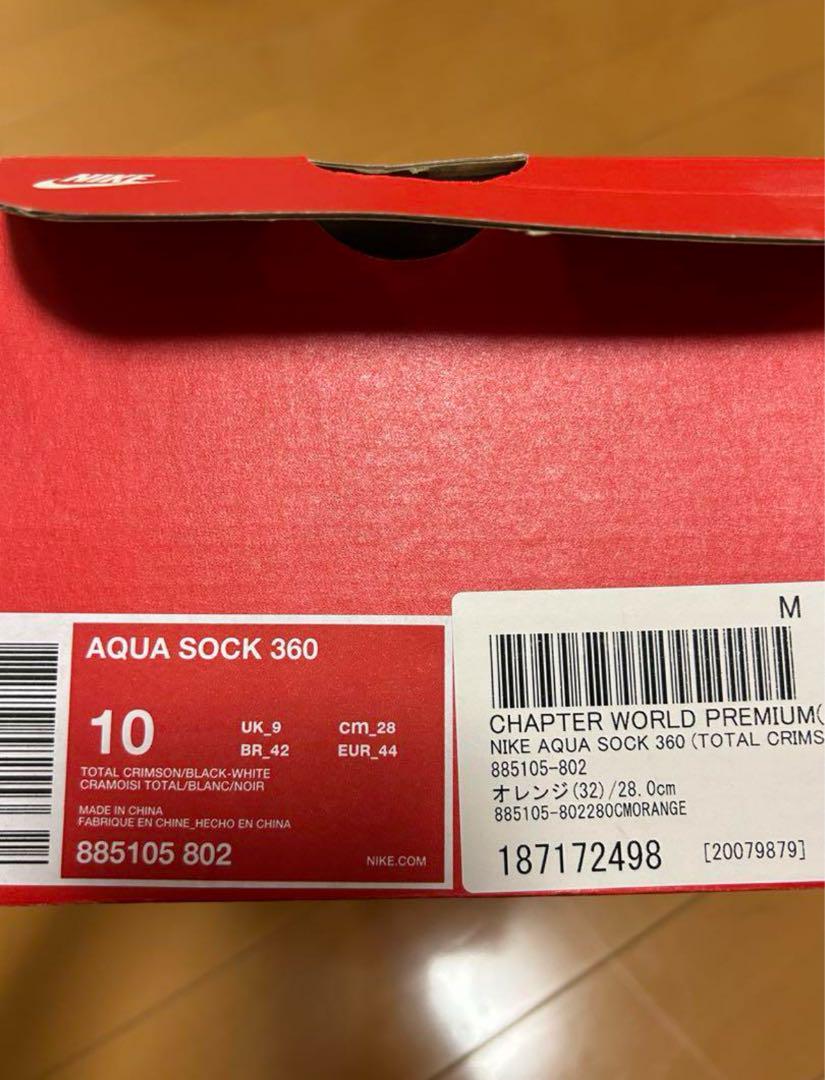 NIKE
AQUA SOCK 360
10
UK_9 cm_28
BR_42 EUR_44
TOTAL CRIMSON/BLACK-WHITE
CRAMOISI TOTAL/BLANC/NOIR
MADE IN CHINA
FABRIQUE EN CHINE_HECHO EN CHINA
885105 802
NIKE.COM
M
CHAPTER WORLD PREMIUM(
NIKE AQUA SOCK 360 (TOTAL CRIMS
885105-802
オレンジ(32)/28.0cm
885105-802280CMORANGE
187172498 [20079879]